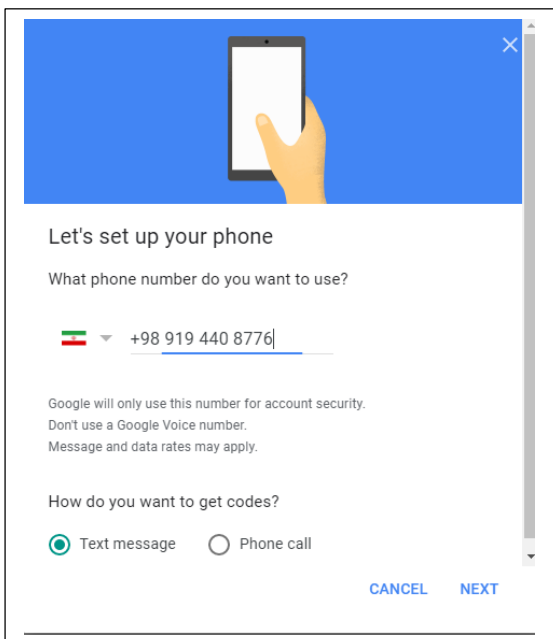 Let's set up your phone
What phone number do you want to use?
+98 919 440 8776
Google will only use this number for account security.
Don't use a Google Voice number.
Message and data rates may apply.
How do you want to get codes?
Text message Phone call
CANCEL NEXT